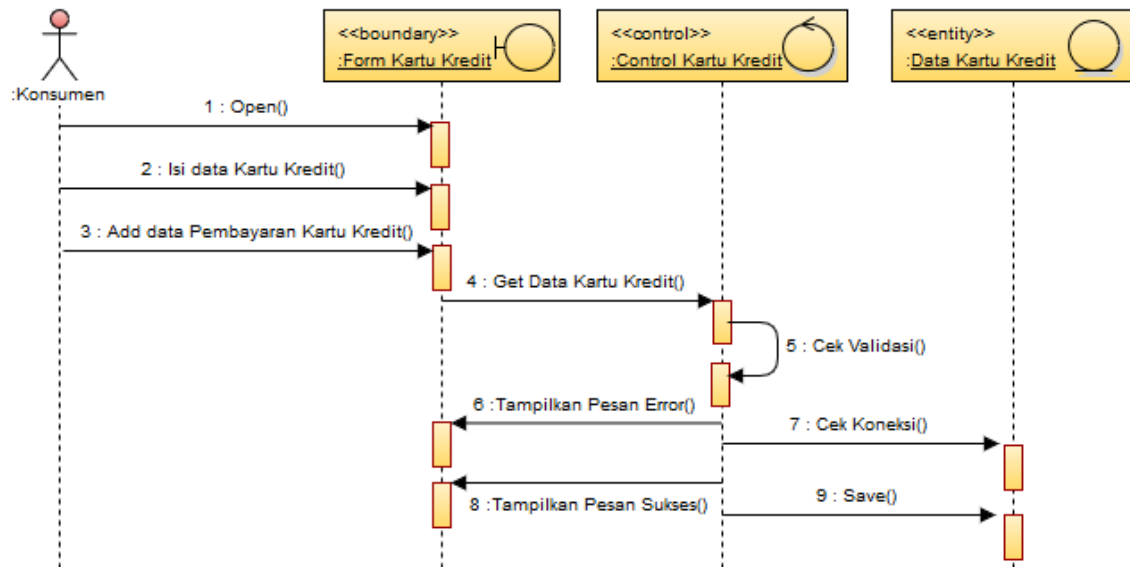 <<boundary>>
:Form Kartu Kredit
<<control>>
:Control Kartu Kredit
<<entity>>
:Data Kartu Kredit
:Konsumen
1 : Open()
2 : Isi data Kartu Kredit()
3 : Add data Pembayaran Kartu Kredit()
4 : Get Data Kartu Kredit()
5 : Cek Validasi()
6 :Tampilkan Pesan Error()
7 : Cek Koneksi()
8 :Tampilkan Pesan Sukses()
9 : Save()